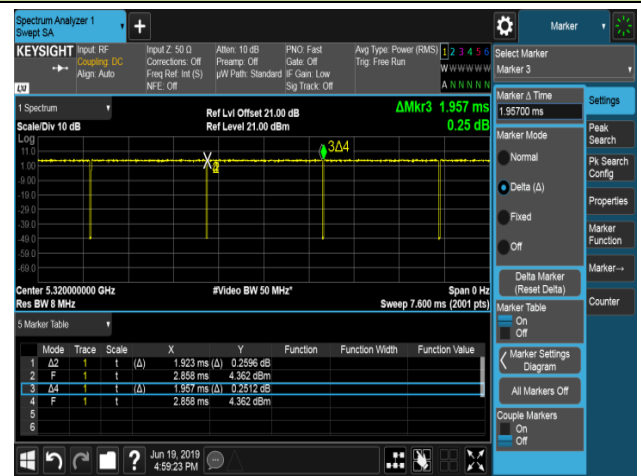 Spectrum Analyzer 1
Swept SA
+
Marker
KEYSIGHT
Input: RF
Coupling: DC
Align: Auto
Input Z: 50 Ω
Corrections: Off
Freq Ref: Int (S)
NFE: Off
Atten: 10 dB
Preamp: Off
µW Path: Standard
PNO: Fast
Gate: Off
IF Gain: Low
Sig Track: Off
Avg Type: Power (RMS)
Trig: Free Run
1 2 3 4 5 6
W W W W W W
A N N N N N
LXI
Select Marker
Marker 3
1 Spectrum
Scale/Div 10 dB
Ref Lvl Offset 21.00 dB
Ref Level 21.00 dBm
ΔMkr3 1.957 ms
0.25 dB
Log
11.0
1.00
-9.00
-19.0
-29.0
-39.0
-49.0
-59.0
-69.0
3Δ4
Center 5.320000000 GHz
Res BW 8 MHz
#Video BW 50 MHz*
Span 0 Hz
Sweep 7.600 ms (2001 pts)
5 Marker Table
Mode Trace Scale X Y Function Function Width Function Value
1 Δ2 1 t (Δ) 1.923 ms (Δ) 0.2596 dB
2 F 1 t 2.858 ms 4.362 dBm
3 Δ4 1 t (Δ) 1.957 ms (Δ) 0.2512 dB
4 F 1 t 2.858 ms 4.362 dBm
5
6
Marker Δ Time
1.95700 ms
Marker Mode
Normal
Delta (Δ)
Fixed
Off
Delta Marker
(Reset Delta)
Marker Table
On
Off
Marker Settings
Diagram
All Markers Off
Couple Markers
On
Off
Settings
Peak
Search
Pk Search
Config
Properties
Marker
Function
Marker→
Counter
?
Jun 19, 2019
4:59:23 PM